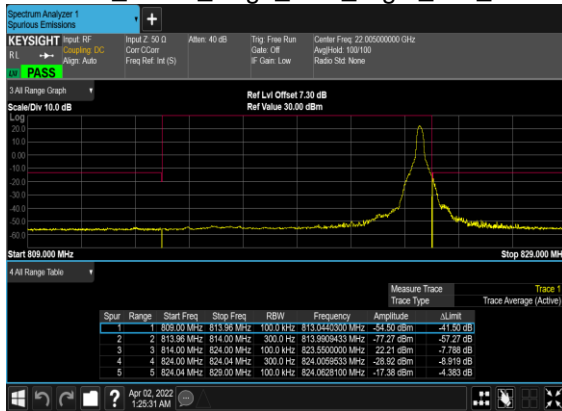 Spectrum Analyzer 1
Spurious Emissions
KEYSIGHT Input: RF Input Z: 50 Ω Atten: 40 dB Trig: Free Run Center Freq: 22.005000000 GHz
RL Coupling: DC Corr CCorr Gate: Off Avg|Hold: 100/100
Align: Auto Freq Ref: Int (S) IF Gain: Low Radio Std: None
PASS
3 All Range Graph
Ref Lvl Offset 7.30 dB
Scale/Div 10.0 dB Ref Value 30.00 dBm
Log
20.0
10.0
0.00
-10.0
-20.0
-30.0
-40.0
-50.0
-60.0
Start 809.000 MHz Stop 829.000 MHz
4 All Range Table
Measure Trace Trace 1
Trace Type Trace Average (Active)
Spur Range Start Freq Stop Freq RBW Frequency Amplitude ΔLimit
1 1 809.00 MHz 813.96 MHz 100.0 kHz 813.0440300 MHz -54.50 dBm -41.50 dB
2 2 813.96 MHz 814.00 MHz 300.0 Hz 813.9909433 MHz -77.27 dBm -57.27 dB
3 3 814.00 MHz 824.00 MHz 100.0 kHz 823.5500000 MHz 22.21 dBm -7.788 dB
4 4 824.00 MHz 824.04 MHz 300.0 Hz 824.0059533 MHz -28.92 dBm -8.919 dB
5 5 824.04 MHz 829.00 MHz 100.0 kHz 824.0628100 MHz -17.38 dBm -4.383 dB
Apr 02, 2022
1:25:31 AM